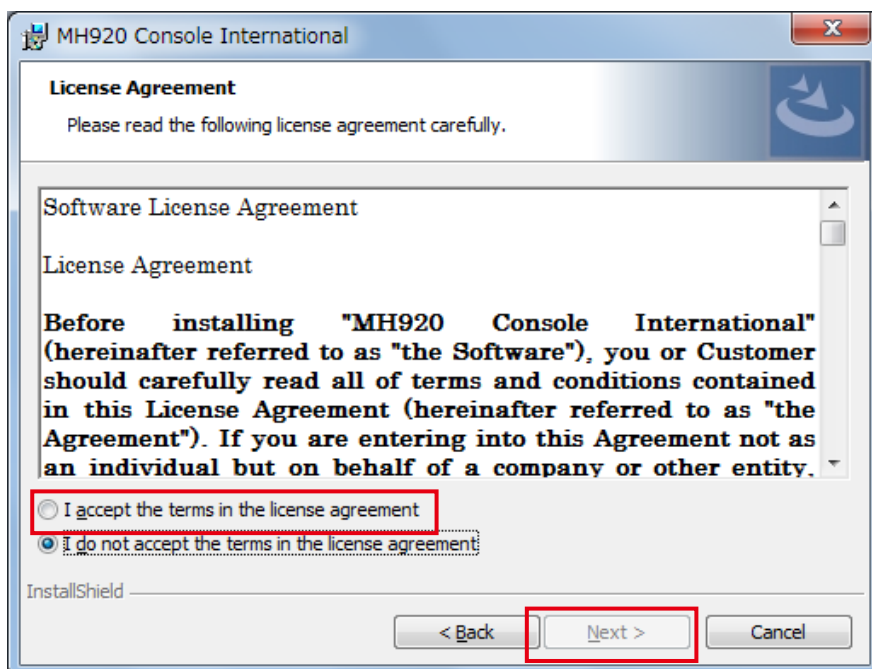 MH920 Console International
License Agreement
Please read the following license agreement carefully.
Software License Agreement
License Agreement
Before installing "MH920 Console International"
(hereinafter referred to as "the Software"), you or Customer
should carefully read all of terms and conditions contained
in this License Agreement (hereinafter referred to as "the
Agreement"). If you are entering into this Agreement not as
an individual but on behalf of a company or other entity,
I accept the terms in the license agreement
I do not accept the terms in the license agreement
InstallShield
< Back
Next >
Cancel